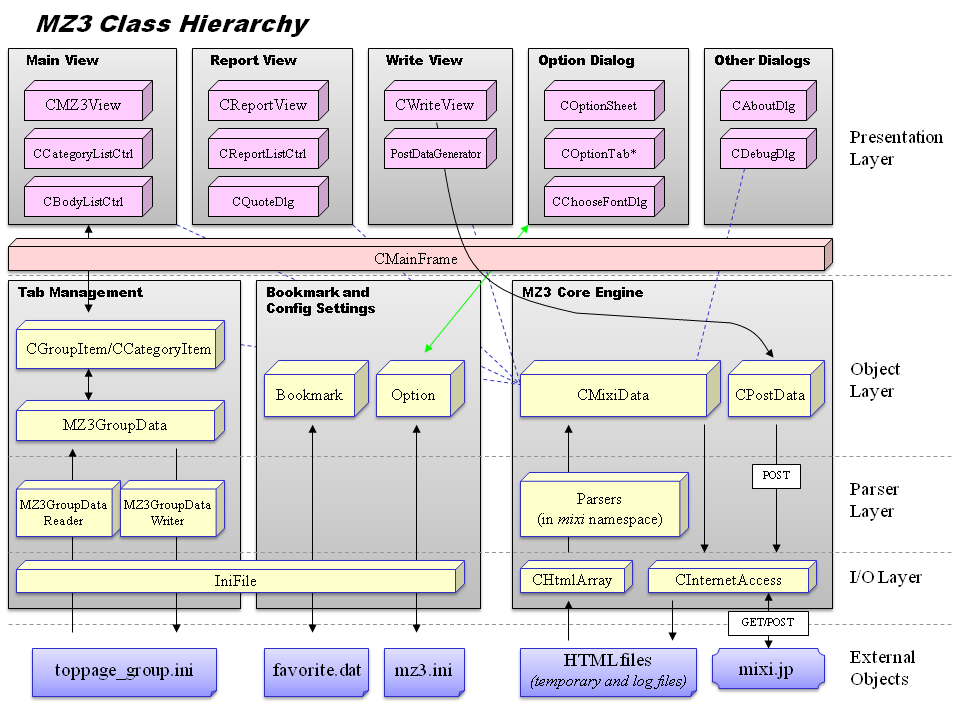 MZ3 Class Hierarchy
Main View
CMZ3View
CCategoryListCtrl
CBodyListCtrl
Report View
CReportView
CReportListCtrl
CQuoteDlg
Write View
CWriteView
PostDataGenerator
Option Dialog
COptionSheet
COptionTab*
CChooseFontDlg
Other Dialogs
CAboutDlg
CDebugDlg
Presentation
Layer
CMainFrame
Tab Management
CGroupItem/CCategoryItem
MZ3GroupData
MZ3GroupData
Reader
MZ3GroupData
Writer
Bookmark and
Config Settings
Bookmark
Option
IniFile
MZ3 Core Engine
CMixiData
CPostData
POST
Parsers
(in mixi namespace)
CHtmlArray
CInternetAccess
GET/POST
Object
Layer
Parser
Layer
I/O Layer
toppage_group.ini
favorite.dat
mz3.ini
HTML files
(temporary and log files)
mixi.jp
External
Objects